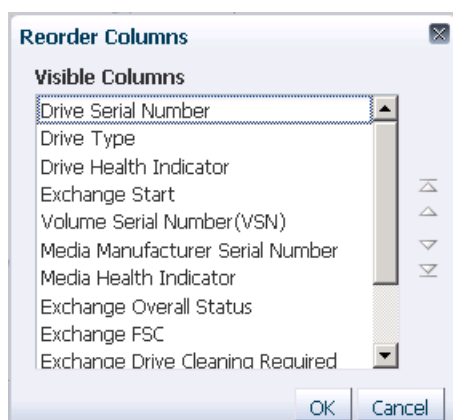 Reorder Columns
Visible Columns
Drive Serial Number
Drive Type
Drive Health Indicator
Exchange Start
Volume Serial Number(VSN)
Media Manufacturer Serial Number
Media Health Indicator
Exchange Overall Status
Exchange FSC
Exchange Drive Cleaning Required
OK Cancel